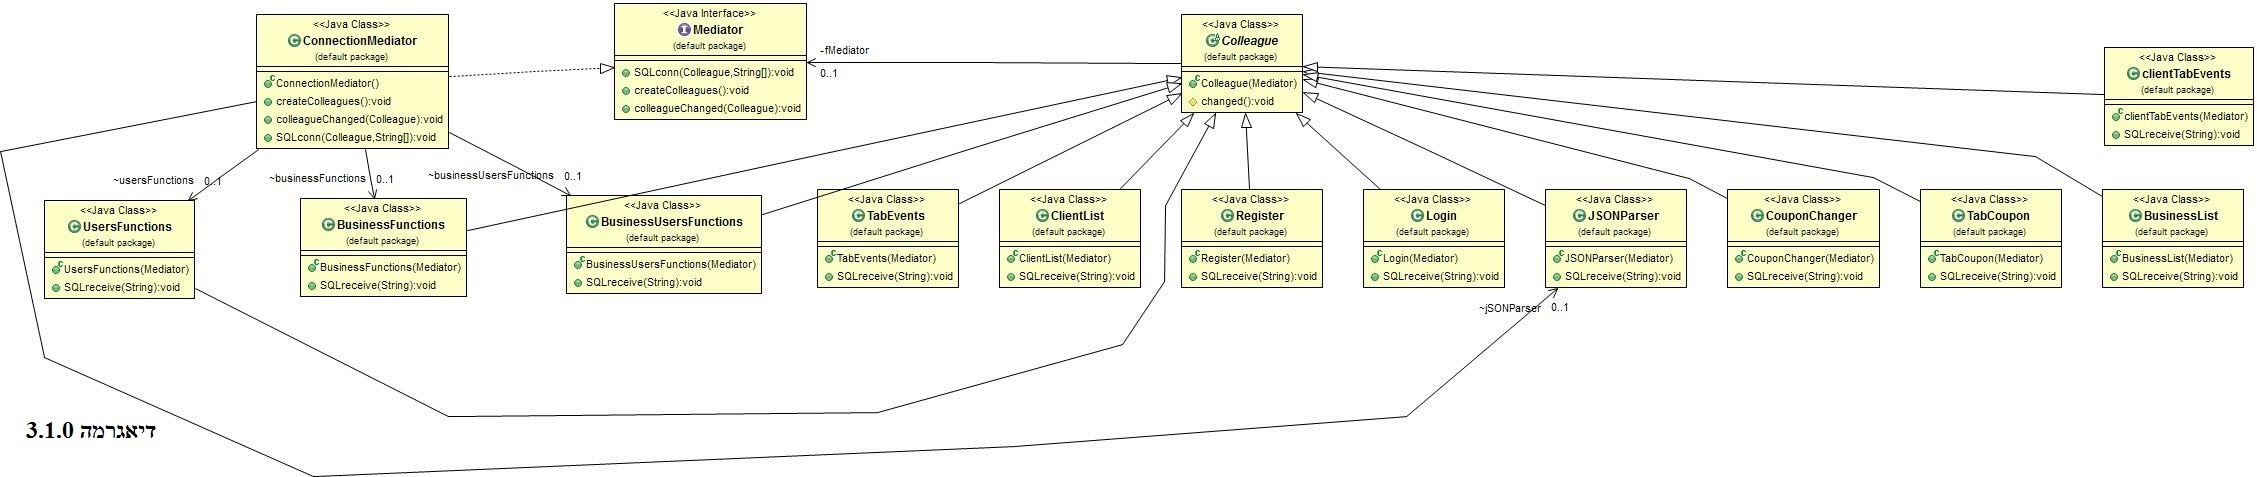 <<Java Class>>
ConnectionMediator
(default package)
ConnectionMediator()
createColleagues():void
colleagueChanged(Colleague):void
SQLconn(Colleague,String[]):void
<<Java Interface>>
Mediator
(default package)
SQLconn(Colleague,String[]):void
createColleagues():void
colleagueChanged(Colleague):void
-fMediator
0..1
<<Java Class>>
Colleague
(default package)
Colleague(Mediator)
changed():void
<<Java Class>>
clientTabEvents
(default package)
clientTabEvents(Mediator)
SQLreceive(String):void
~usersFunctions 0..1
~businessFunctions 0..1
~businessUsersFunctions 0..1
<<Java Class>>
UsersFunctions
(default package)
UsersFunctions(Mediator)
SQLreceive(String):void
<<Java Class>>
BusinessFunctions
(default package)
BusinessFunctions(Mediator)
SQLreceive(String):void
<<Java Class>>
BusinessUsersFunctions
(default package)
BusinessUsersFunctions(Mediator)
SQLreceive(String):void
<<Java Class>>
TabEvents
(default package)
TabEvents(Mediator)
SQLreceive(String):void
<<Java Class>>
ClientList
(default package)
ClientList(Mediator)
SQLreceive(String):void
<<Java Class>>
Register
(default package)
Register(Mediator)
SQLreceive(String):void
<<Java Class>>
Login
(default package)
Login(Mediator)
SQLreceive(String):void
<<Java Class>>
JSONParser
(default package)
JSONParser(Mediator)
SQLreceive(String):void
<<Java Class>>
CouponChanger
(default package)
CouponChanger(Mediator)
SQLreceive(String):void
<<Java Class>>
TabCoupon
(default package)
TabCoupon(Mediator)
SQLreceive(String):void
<<Java Class>>
BusinessList
(default package)
BusinessList(Mediator)
SQLreceive(String):void
~jSONParser 0..1
דיאגרמה 3.1.0